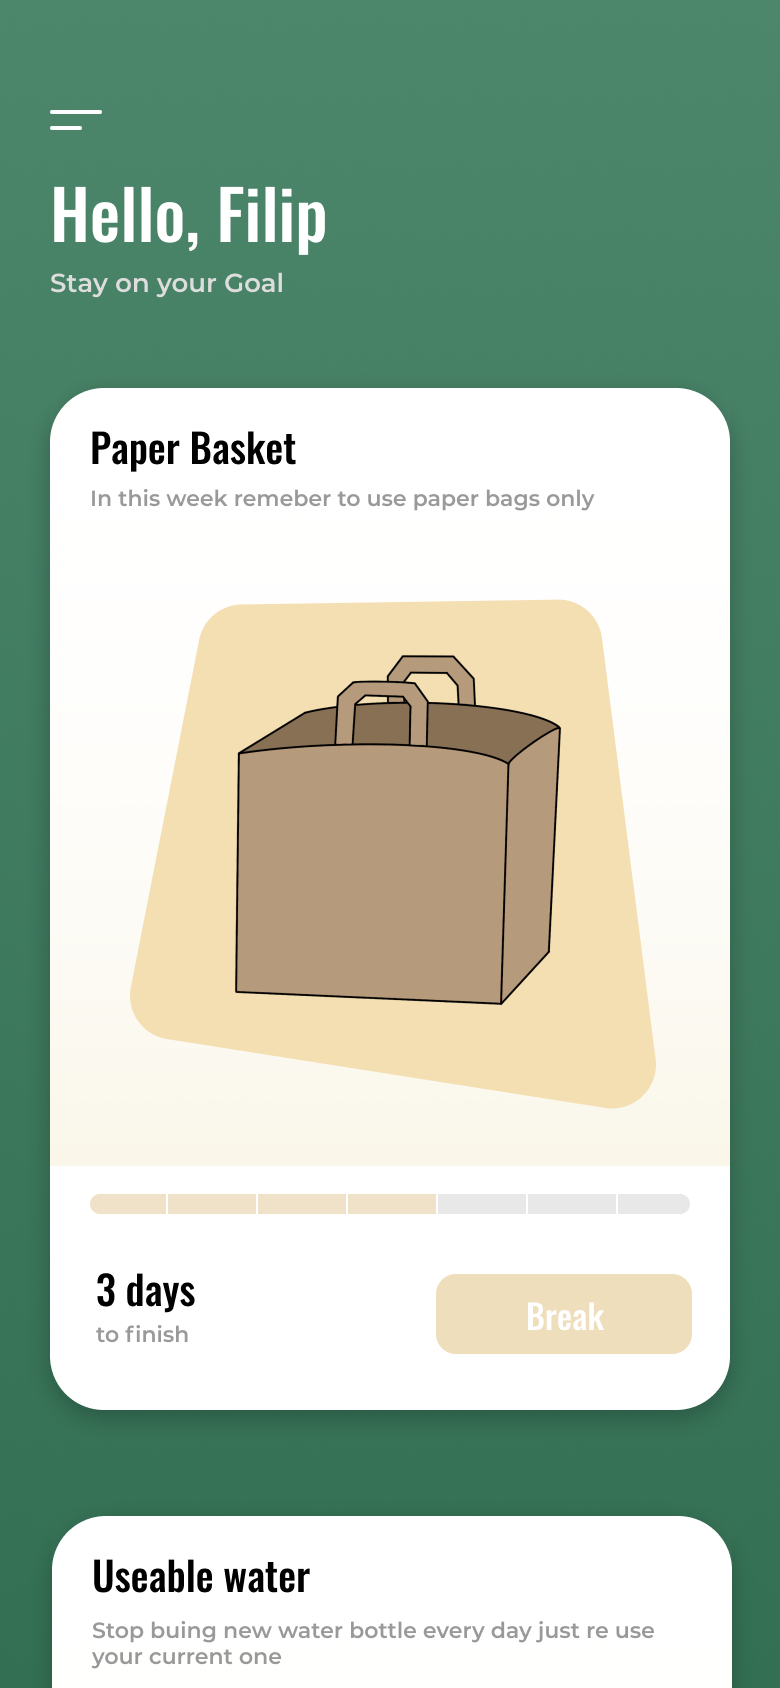 Hello, Filip
Stay on your Goal
Paper Basket
In this week remeber to use paper bags only
3 days
to finish
Break
Useable water
Stop buing new water bottle every day just re use
your current one